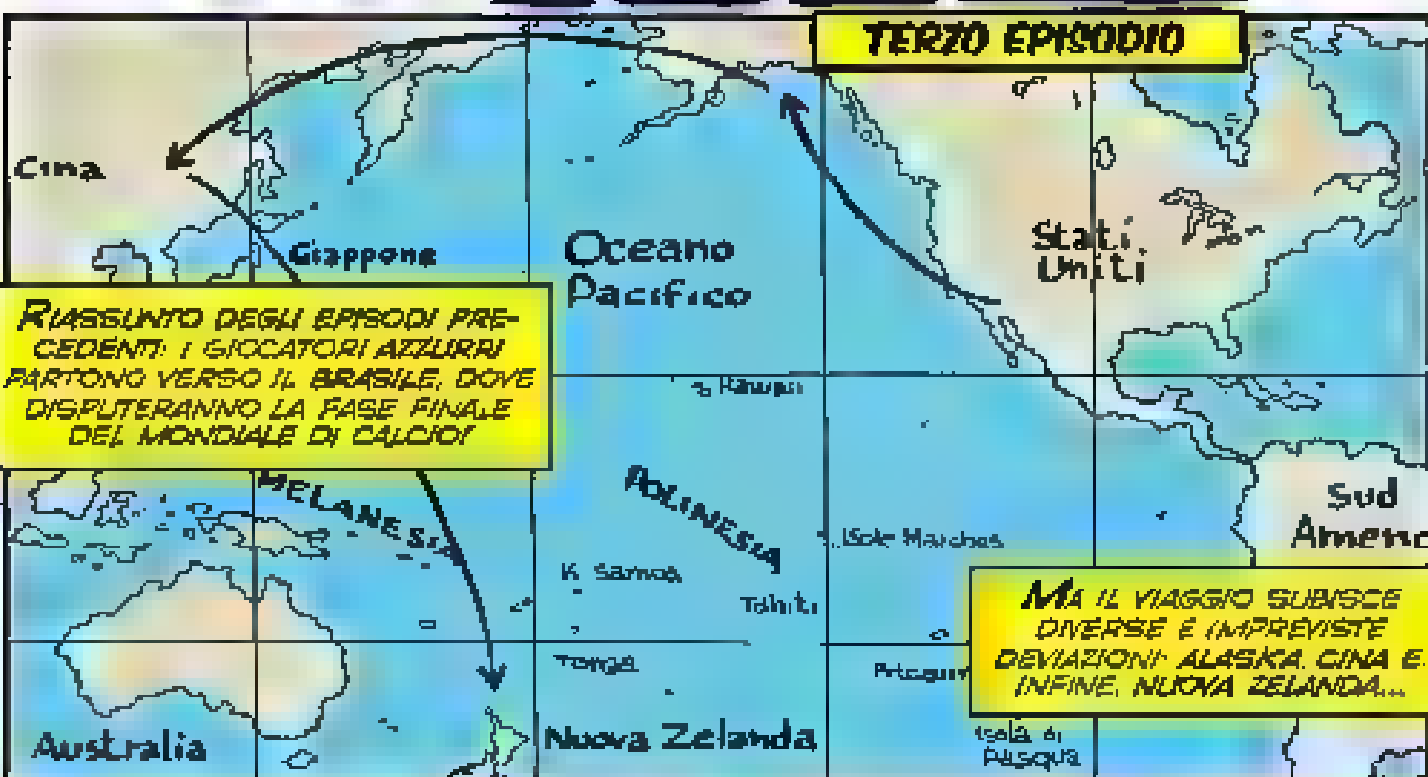 TERZO EPISODIO
Cina
Giappone
Oceano
Pacifico
Stati
Uniti
RIASSUNTO DEGLI EPISODI PRE-
CEDENTI: I GIOCATORI AZZURRI
PARTONO VERSO IL BRASILE, DOVE
DISPUTERANNO LA FASE FINALE
DEL MONDIALE DI CALCIO!
MELANESIA
POLINESIA
Isole Marches
Sud
Americ
Samoa
Tahiti
Tonga
MA IL VIAGGIO SUBISCE
DIVERSE E IMPREVISTE
DEVIAZIONI: ALASKA, CINA E,
INFINE, NUOVA ZELANDA...
Australia
Nuova Zelanda
Isola di
Pasqua